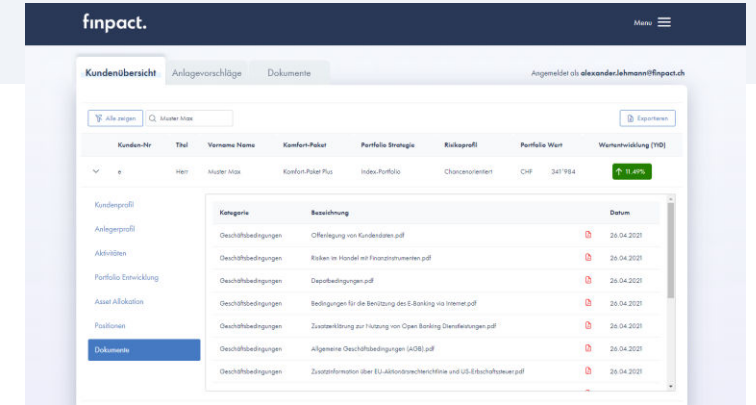 finpact.
Menu
Kundenübersicht Anlagevorschläge Dokumente
Angemeldet als alexander.lehmann@finpact.ch
Alle zeigen Muster Max Exportieren
Kunden-Nr Titel Vorname Name Komfort-Paket Portfolio Strategie Risikoprofil Portfolio Wert Wertentwicklung (YtD)
e Herr Muster Max Komfort-Paket Plus Index-Portfolio Chancenorientiert CHF 341'984 11.49%
Kundenprofil
Anlegerprofil
Aktivitäten
Portfolio Entwicklung
Asset Allokation
Positionen
Dokumente
Kategorie Bezeichnung Datum
Geschäftsbedingungen Offenlegung von Kundendaten.pdf 26.04.2021
Geschäftsbedingungen Risiken im Handel mit Finanzinstrumenten.pdf 26.04.2021
Geschäftsbedingungen Depotbedingungen.pdf 26.04.2021
Geschäftsbedingungen Bedingungen für die Benützung des E-Banking via Internet.pdf 26.04.2021
Geschäftsbedingungen Zusatzerklärung zur Nutzung von Open Banking Dienstleistungen.pdf 26.04.2021
Geschäftsbedingungen Allgemeine Geschäftsbedingungen (AGB).pdf 26.04.2021
Geschäftsbedingungen Zusatzinformation über EU-Aktionärsrechterichtlinie und US-Erbschaftssteuer.pdf 26.04.2021